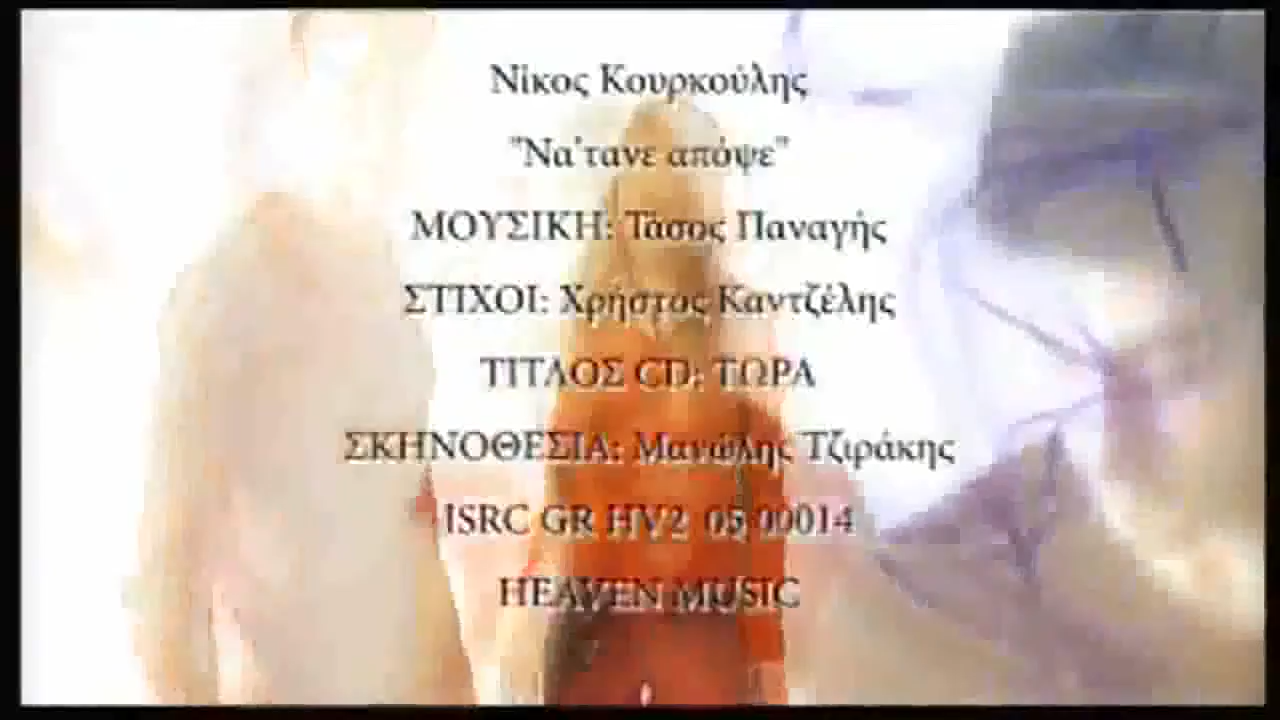 Νίκος Κουρκούλης
"Να'τανε απόψε"
ΜΟΥΣΙΚΗ: Τάσος Παναγής
ΣΤΙΧΟΙ: Χρήστος Καντζέλης
ΤΙΤΛΟΣ CD: ΤΩΡΑ
ΣΚΗΝΟΘΕΣΙΑ: Μανώλης Τζιράκης
ISRC GR HV2 05 00014
HEAVEN MUSIC